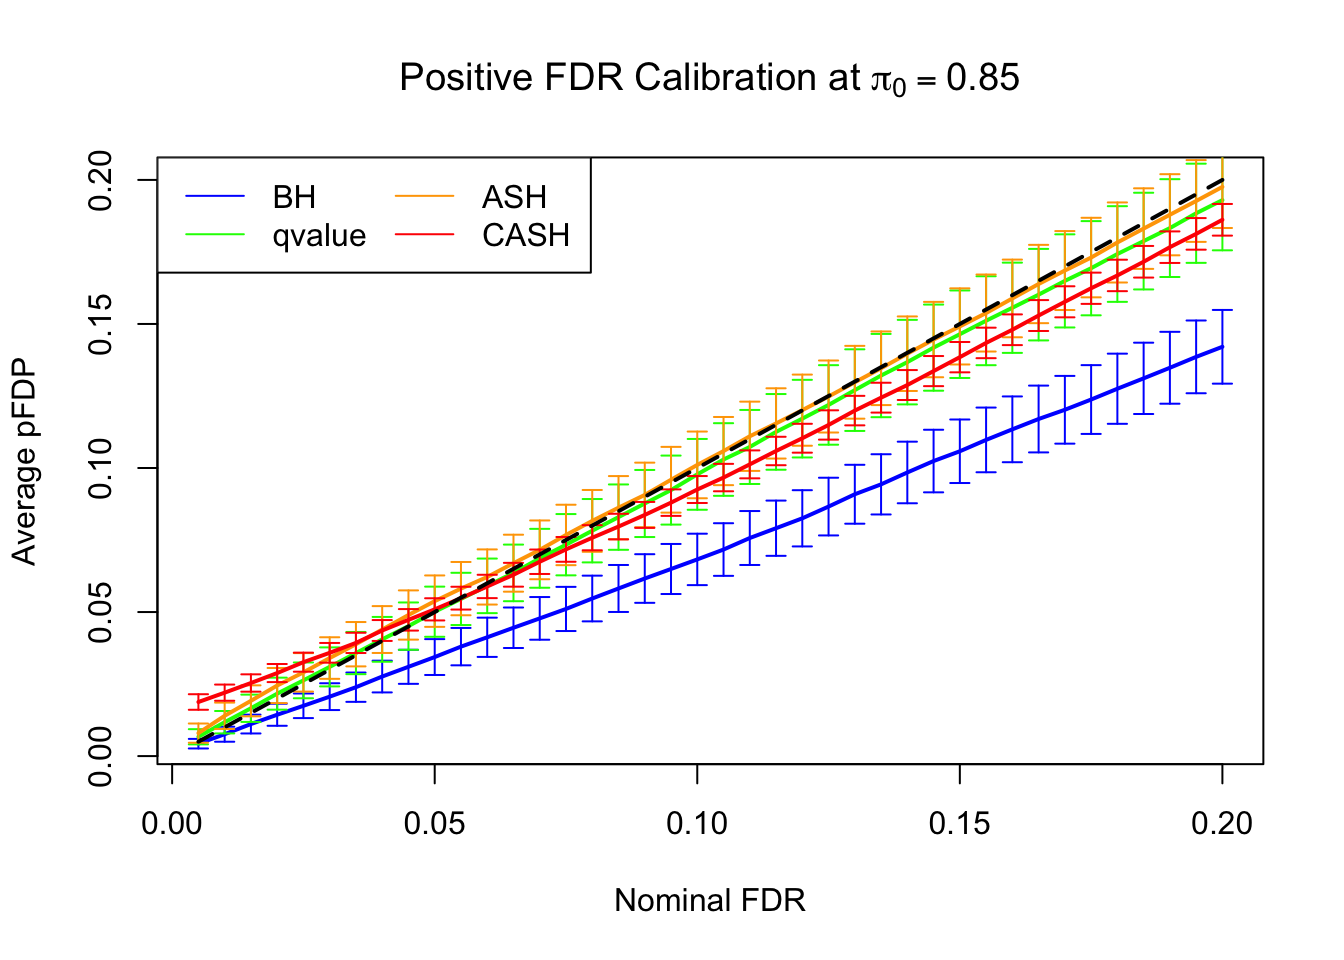 Positive FDR Calibration at π₀ = 0.85
BH ASH
qvalue CASH
Average pFDP
0.20
0.15
0.10
0.05
0.00
0.00 0.05 0.10 0.15 0.20
Nominal FDR